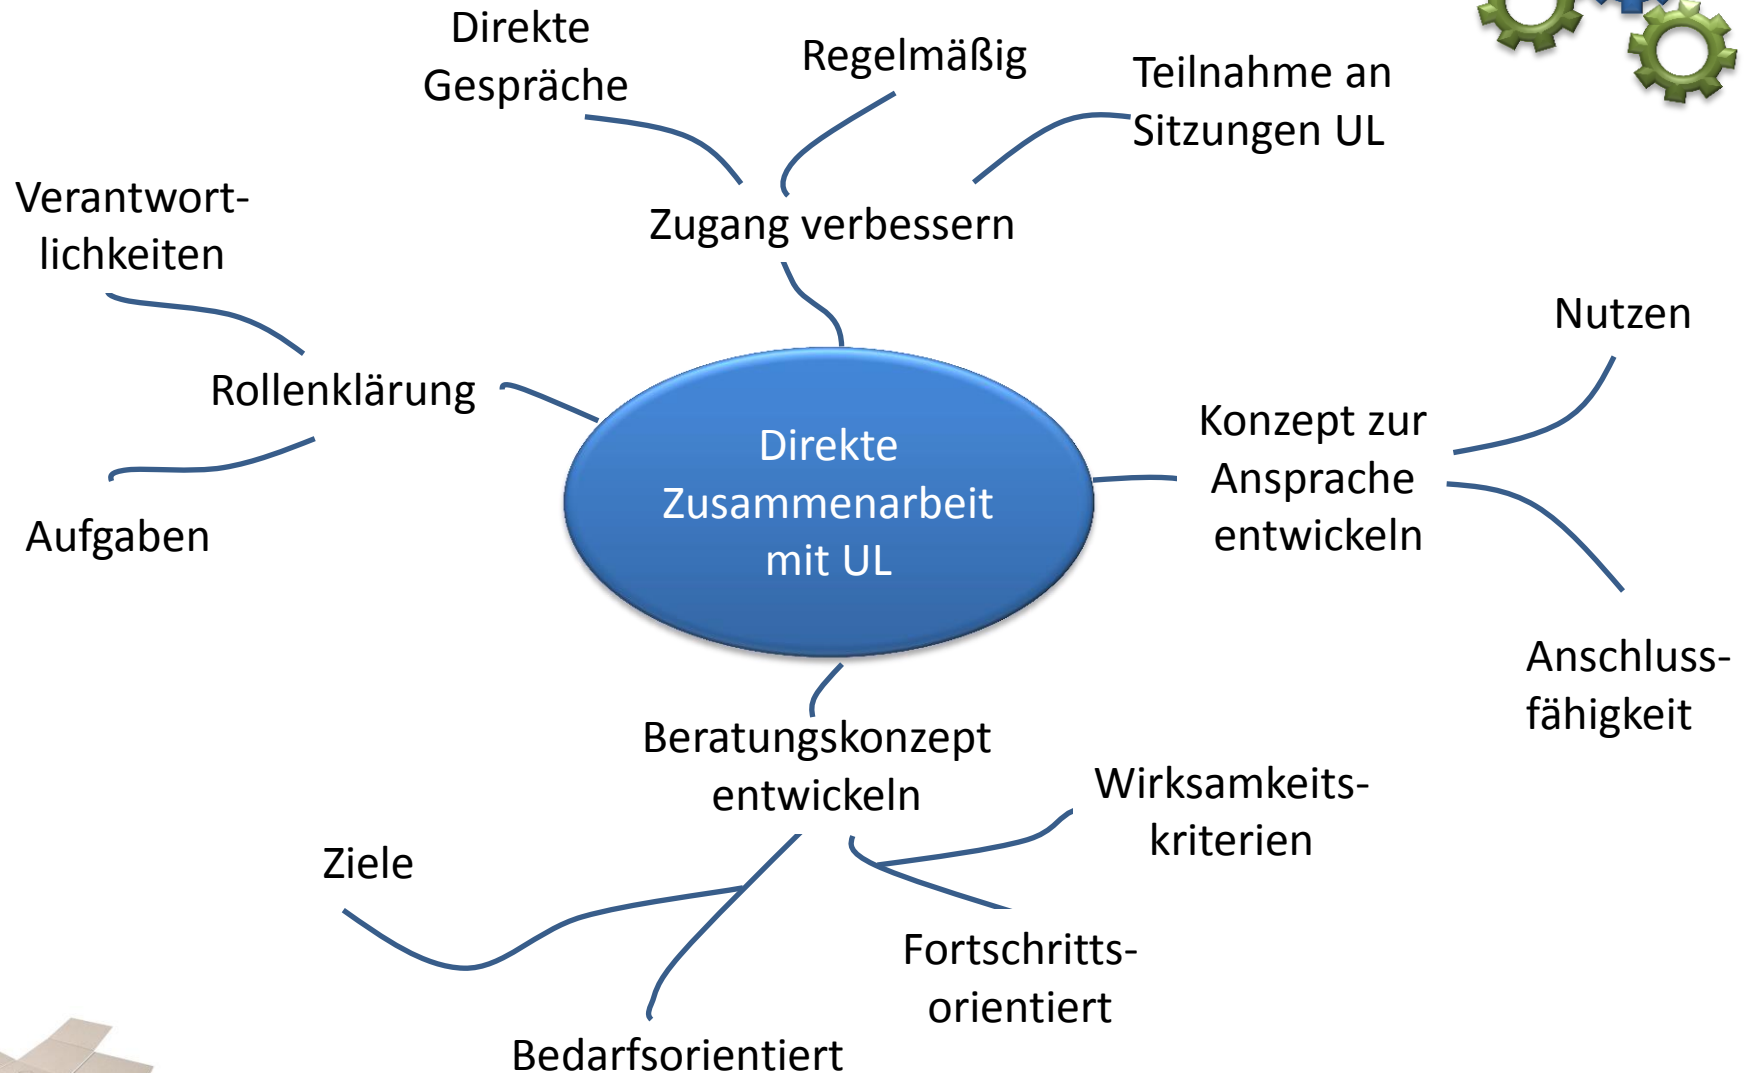 Direkte
Gespräche
Regelmäßig
Teilnahme an
Sitzungen UL
Zugang verbessern
Verantwort-
lichkeiten
Rollenklärung
Aufgaben
Direkte
Zusammenarbeit
mit UL
Nutzen
Konzept zur
Ansprache
entwickeln
Anschluss-
fähigkeit
Beratungskonzept
entwickeln
Wirksamkeits-
kriterien
Ziele
Fortschritts-
orientiert
Bedarfsorientiert